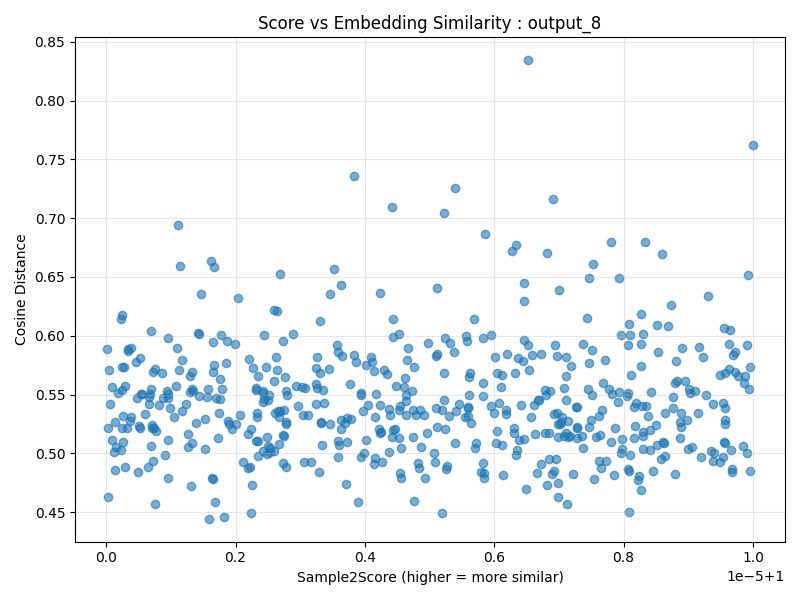 Score vs Embedding Similarity : output_8
Cosine Distance
0.85
0.80
0.75
0.70
0.65
0.60
0.55
0.50
0.45
0.0 0.2 0.4 0.6 0.8 1.0
Sample2Score (higher = more similar)
1e−5+1